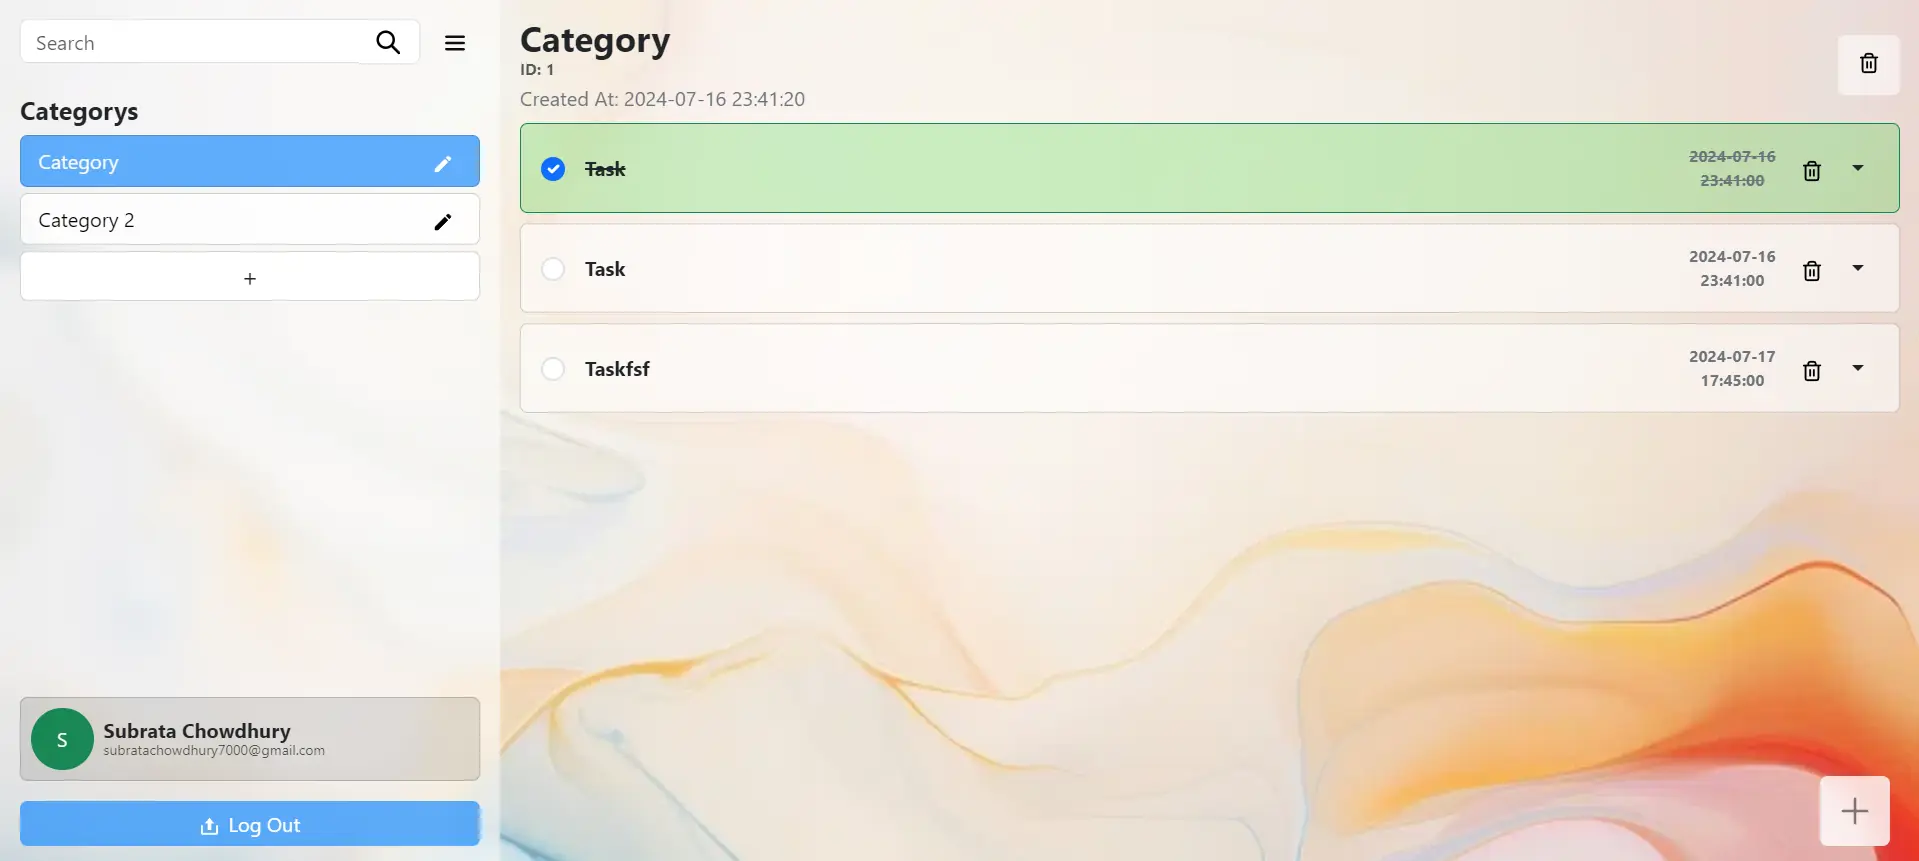 Search
Categorys
Category
Category 2
+
S
Subrata Chowdhury
subratachowdhury7000@gmail.com
Log Out
Category
ID: 1
Created At: 2024-07-16 23:41:20
Task
2024-07-16
23:41:00
Task
2024-07-16
23:41:00
Taskfsf
2024-07-17
17:45:00